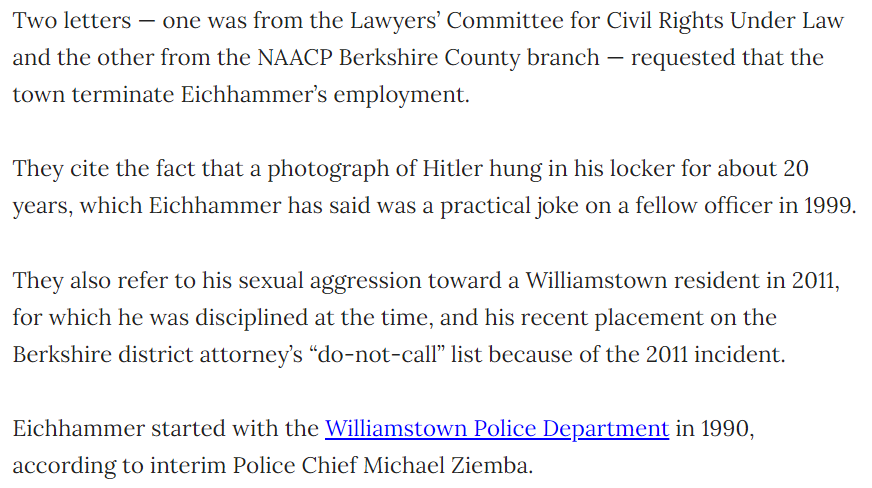 Two letters — one was from the Lawyers’ Committee for Civil Rights Under Law
and the other from the NAACP Berkshire County branch — requested that the
town terminate Eichhammer’s employment.
They cite the fact that a photograph of Hitler hung in his locker for about 20
years, which Eichhammer has said was a practical joke on a fellow officer in 1999.
They also refer to his sexual aggression toward a Williamstown resident in 2011,
for which he was disciplined at the time, and his recent placement on the
Berkshire district attorney’s “do-not-call” list because of the 2011 incident.
Eichhammer started with the Williamstown Police Department in 1990,
according to interim Police Chief Michael Ziemba.